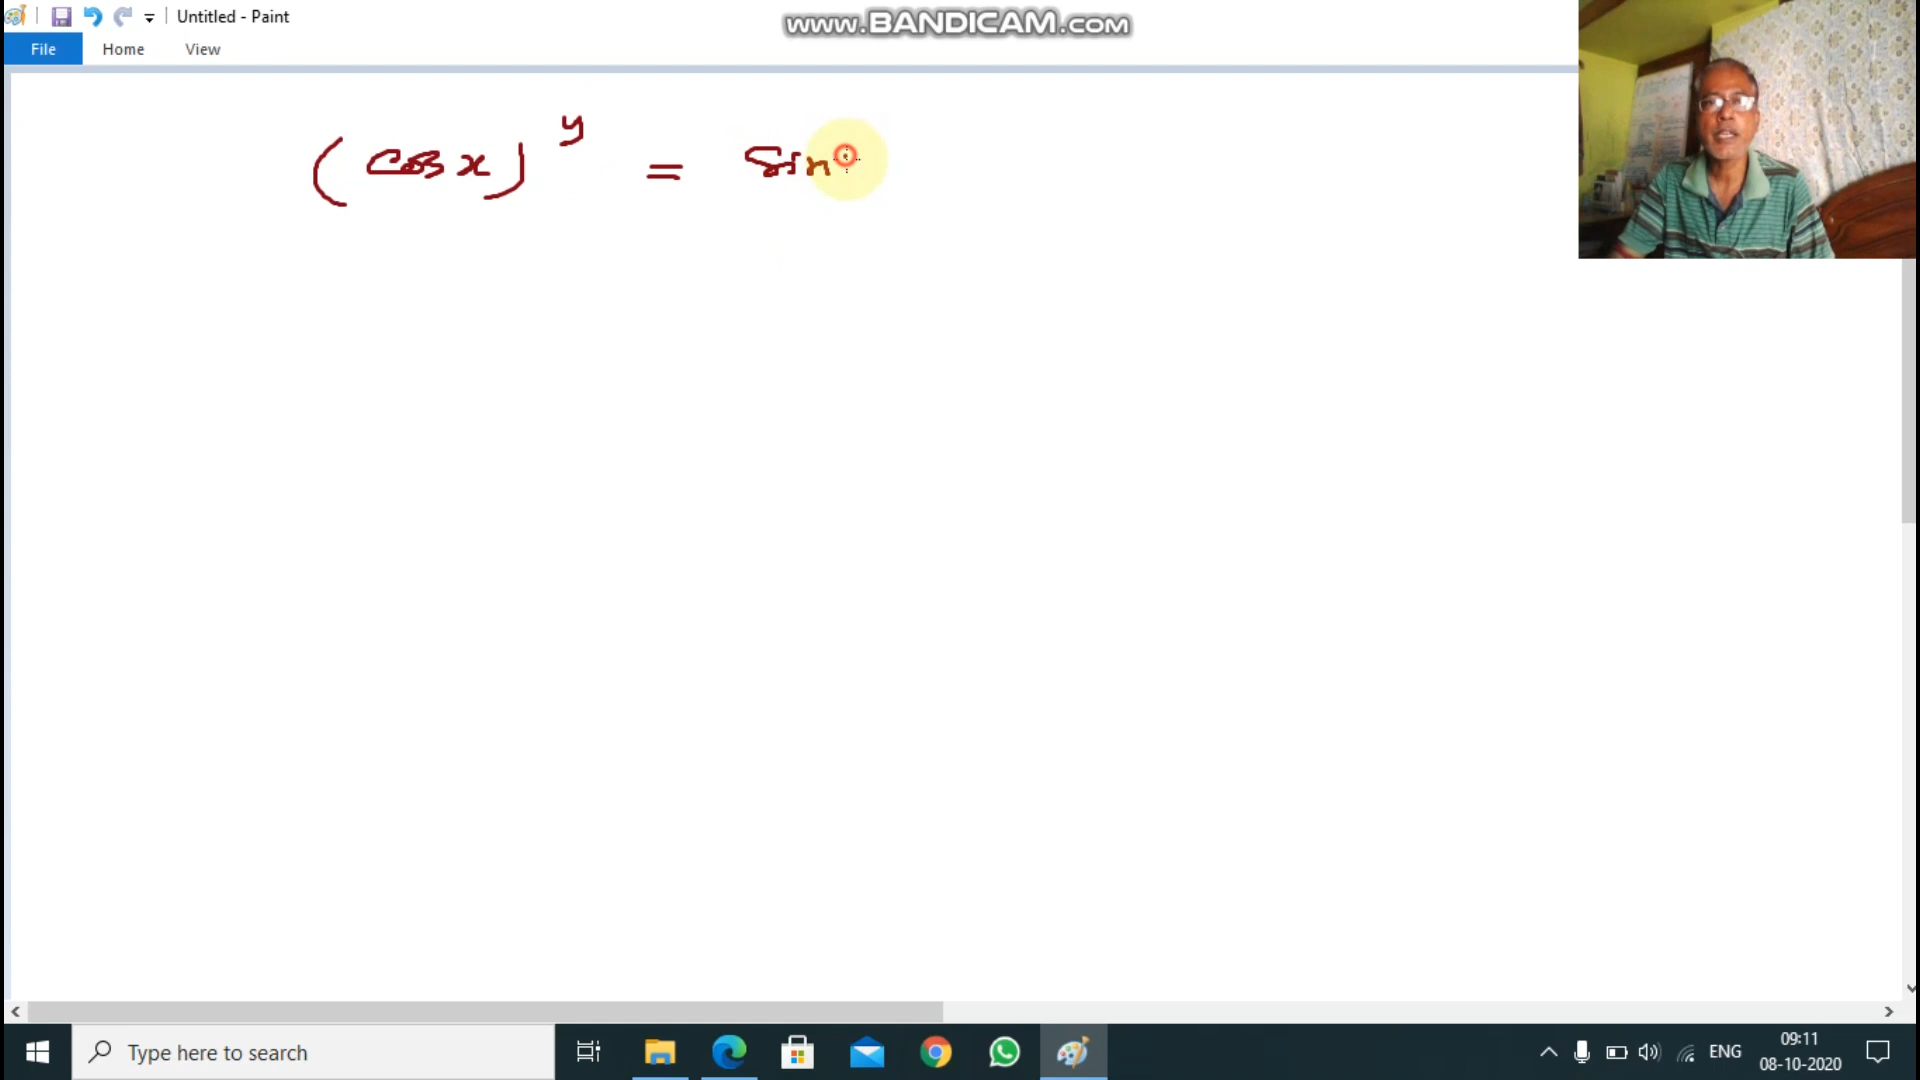 Untitled - Paint
www.BANDICAM.com
File Home View
(cos x)^y = sin
Type here to search
ENG
09:11
08-10-2020